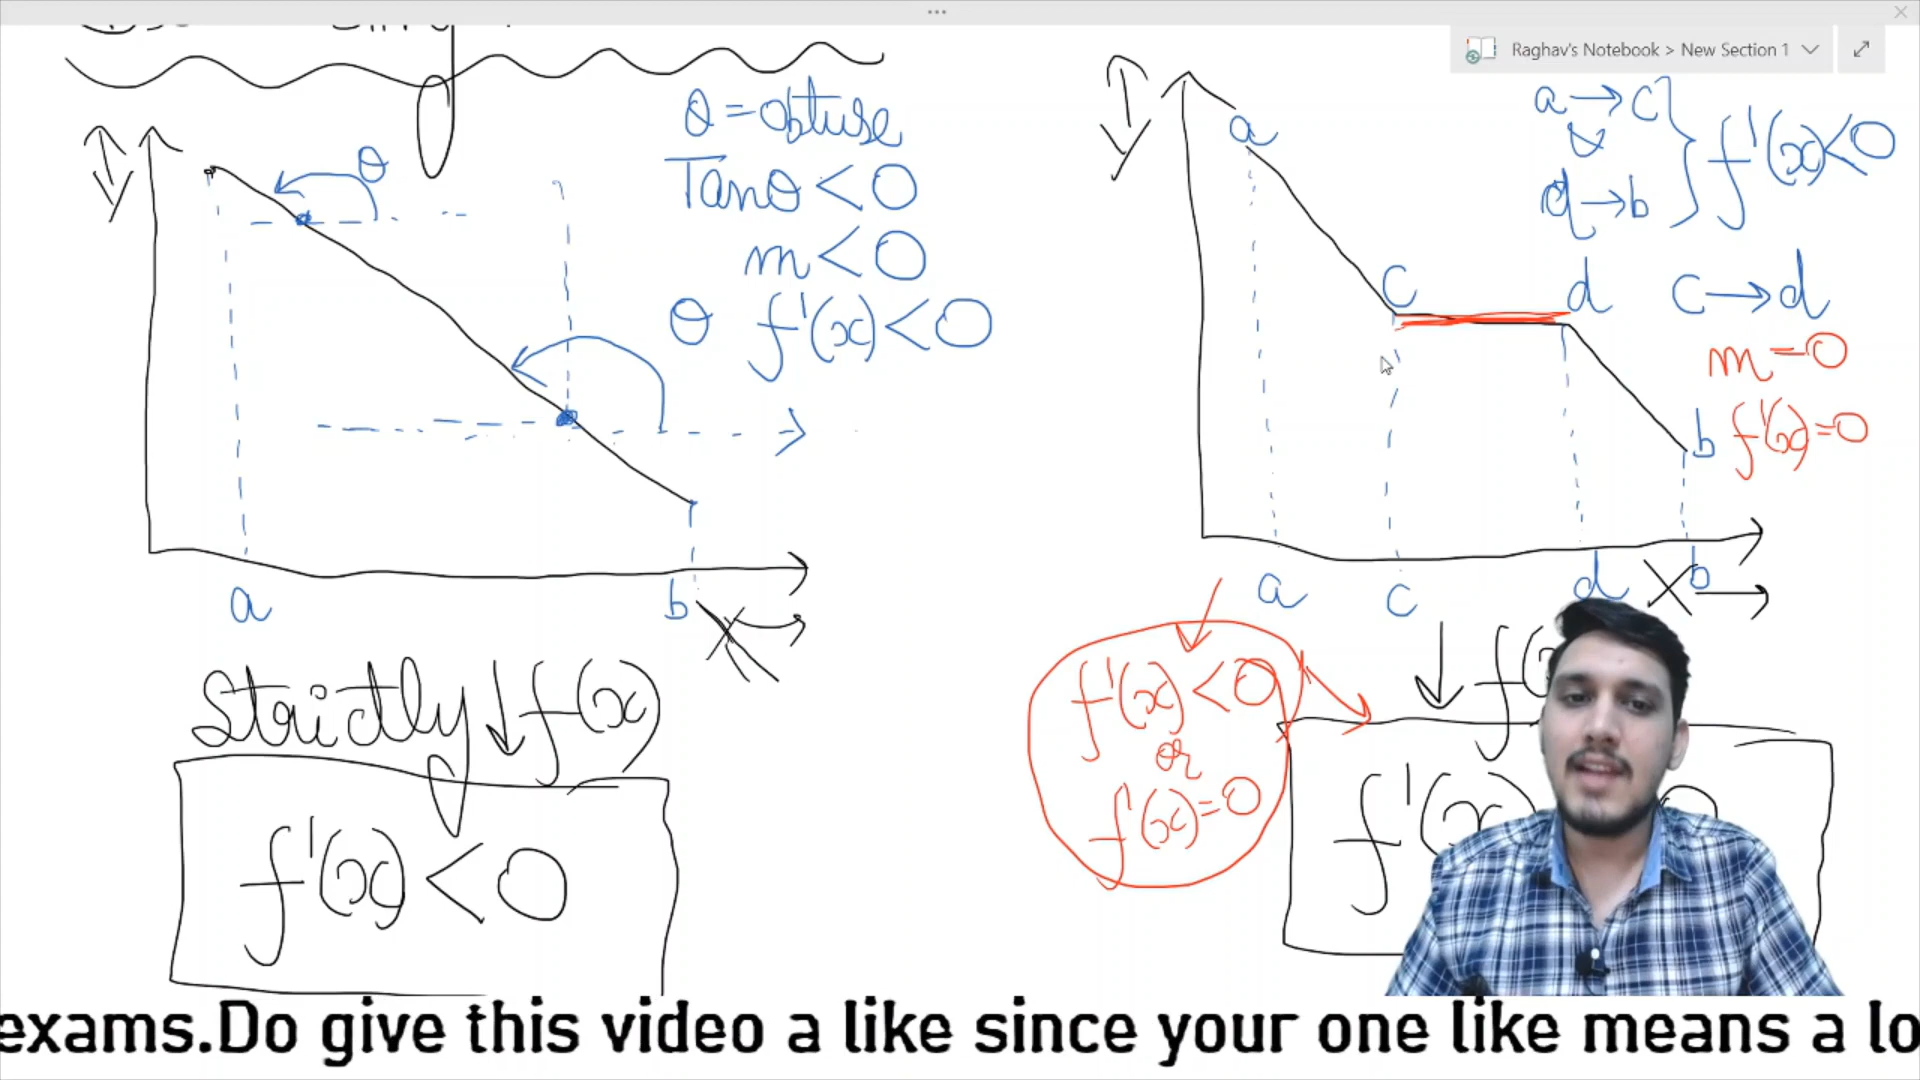 Raghav's Notebook > New Section 1
θ = obtuse
Tanθ < 0
m < 0
θ f'(x) < 0
θ
y
a
b
X
Strictly ↓ f(x)
f'(x) < 0
y
a
c
d
b
a → c
&
d → b
f'(x) < 0
c → d
m = 0
f'(x) = 0
a
c
d
X
b
f'(x) < 0
or
f'(x) = 0
↓ f(
f'(x) 0
exams.Do give this video a like since your one like means a lo